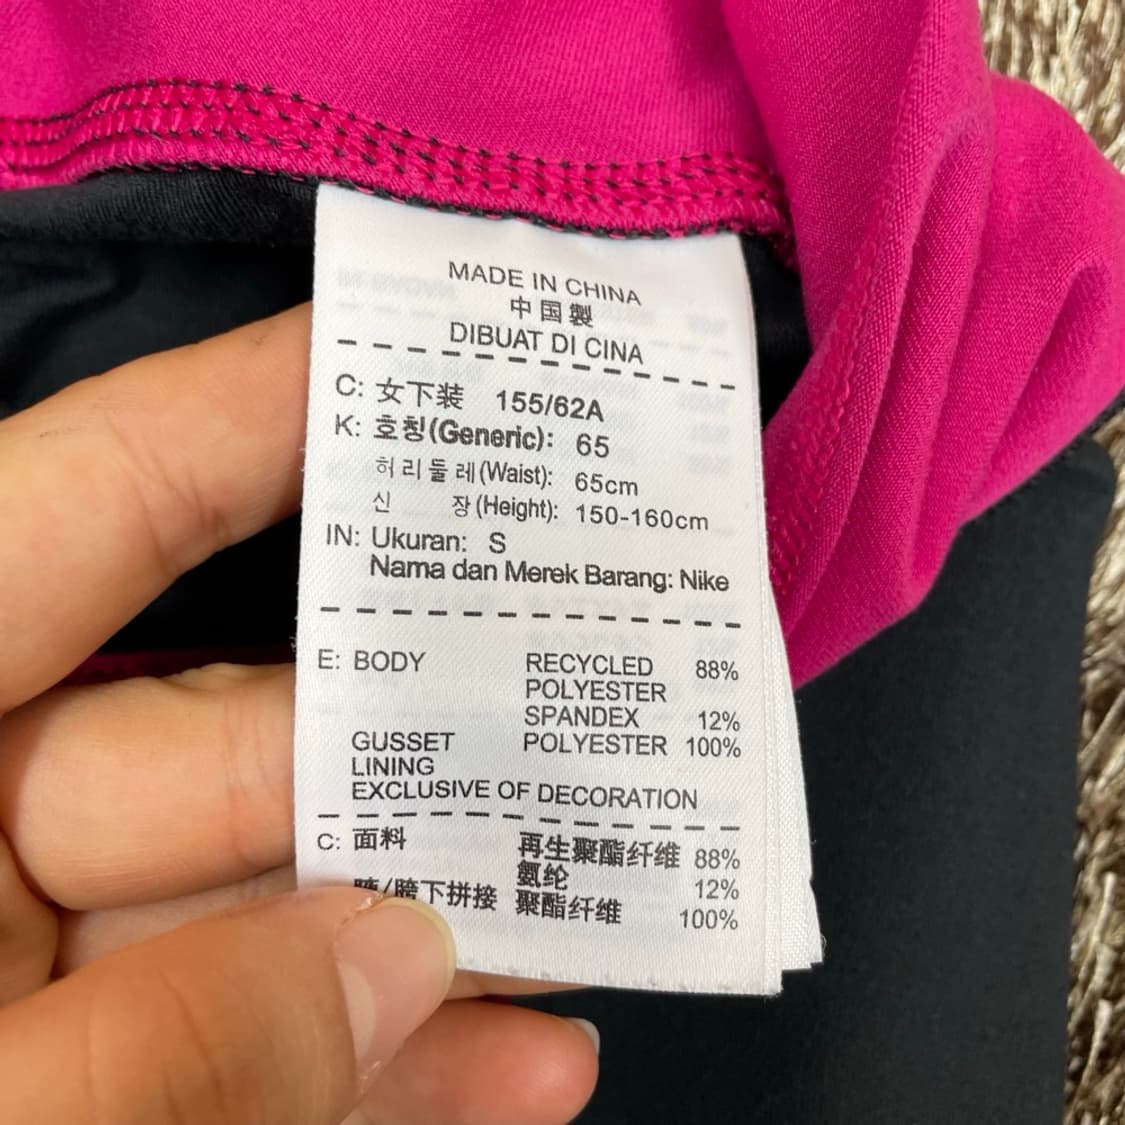 MADE IN CHINA
中国製
DIBUAT DI CINA
C: 女下装 155/62A
K: 호칭(Generic): 65
허리둘레(Waist): 65cm
신 장(Height): 150-160cm
IN: Ukuran: S
Nama dan Merek Barang: Nike
E: BODY RECYCLED 88%
POLYESTER
SPANDEX 12%
GUSSET POLYESTER 100%
LINING
EXCLUSIVE OF DECORATION
C: 面料 再生聚酯纤维 88%
氨纶 12%
/胯下拼接 聚酯纤维 100%